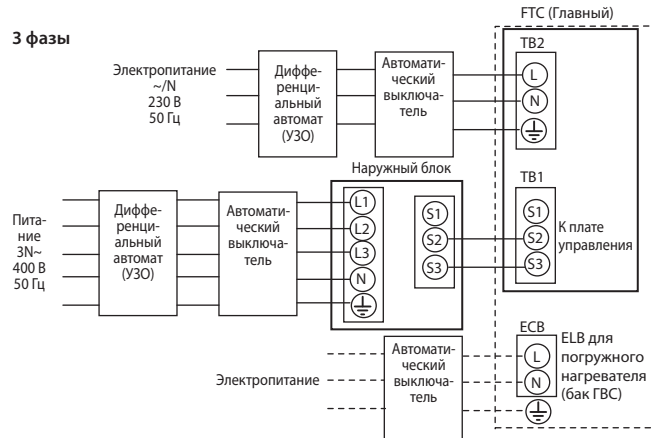 FTC (Главный)
3 фазы
TB2
Электропитание
~/N
230 В
50 Гц
Диффе-
ренци-
альный
автомат
(УЗО)
Автомати-
ческий
выключа-
тель
L
N
Наружный блок
TB1
Пита-
ние
3N~
400 В
50 Гц
Диффе-
ренци-
альный
автомат
(УЗО)
Автомати-
ческий
выключа-
тель
L1
L2
L3
N
S1
S2
S3
S1
S2
S3
К плате
управления
Электропитание
Автомати-
ческий
выключа-
тель
ECB
L
N
ELB для
погружного
нагревателя
(бак ГВС)